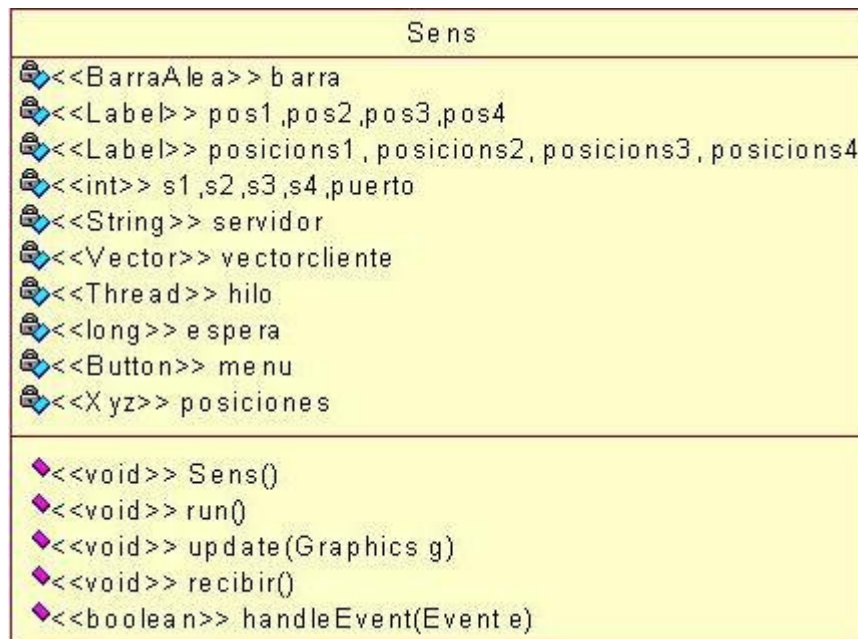 Sens
<<BarraAlea>> barra
<<Label>> pos1,pos2,pos3,pos4
<<Label>> posicions1, posicions2, posicions3, posicions4
<<int>> s1,s2,s3,s4,puerto
<<String>> servidor
<<Vector>> vectorcliente
<<Thread>> hilo
<<long>> espera
<<Button>> menu
<<Xyz>> posiciones
<<void>> Sens()
<<void>> run()
<<void>> update(Graphics g)
<<void>> recibir()
<<boolean>> handleEvent(Event e)